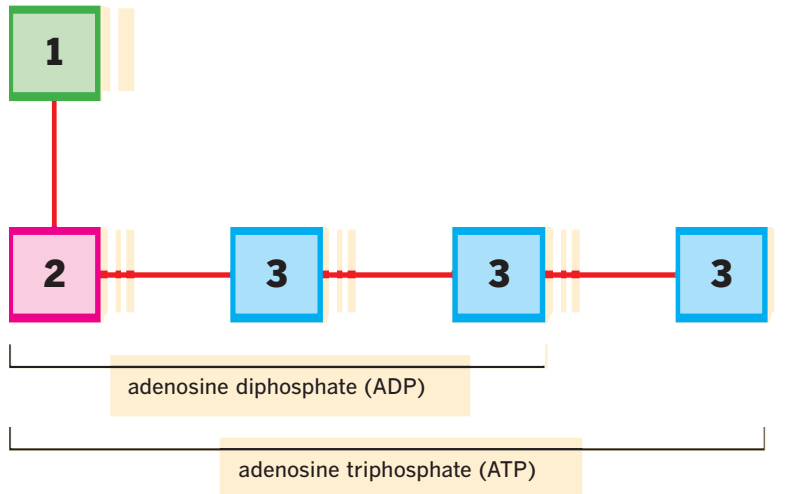 1
2 3 3 3
adenosine diphosphate (ADP)
adenosine triphosphate (ATP)